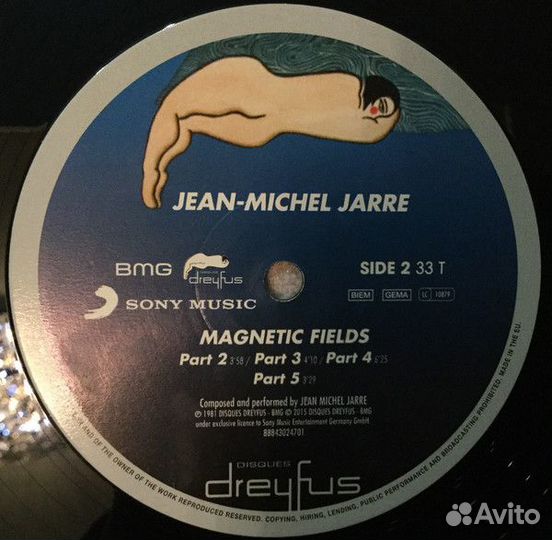 JEAN-MICHEL JARRE
BMG dreyfus
SIDE 2 33 T
SONY MUSIC
BIEM GEMA LC 10879
MAGNETIC FIELDS
Part 2 3'58 / Part 3 4'10 / Part 4 6'25
Part 5 3'29
Composed and performed by JEAN MICHEL JARRE
℗ 1981 DISQUES DREYFUS - BMG © 2015 DISQUES DREYFUS - BMG
under exclusive licence to Sony Music Entertainment Germany GmbH
88843024701
DISQUES
dreyfus
AND OF THE OWNER OF THE WORK REPRODUCED RESERVED. COPYING, HIRING, LENDING, PUBLIC PERFORMANCE AND BROADCASTING PROHIBITED. MADE IN THE EU.
Avito